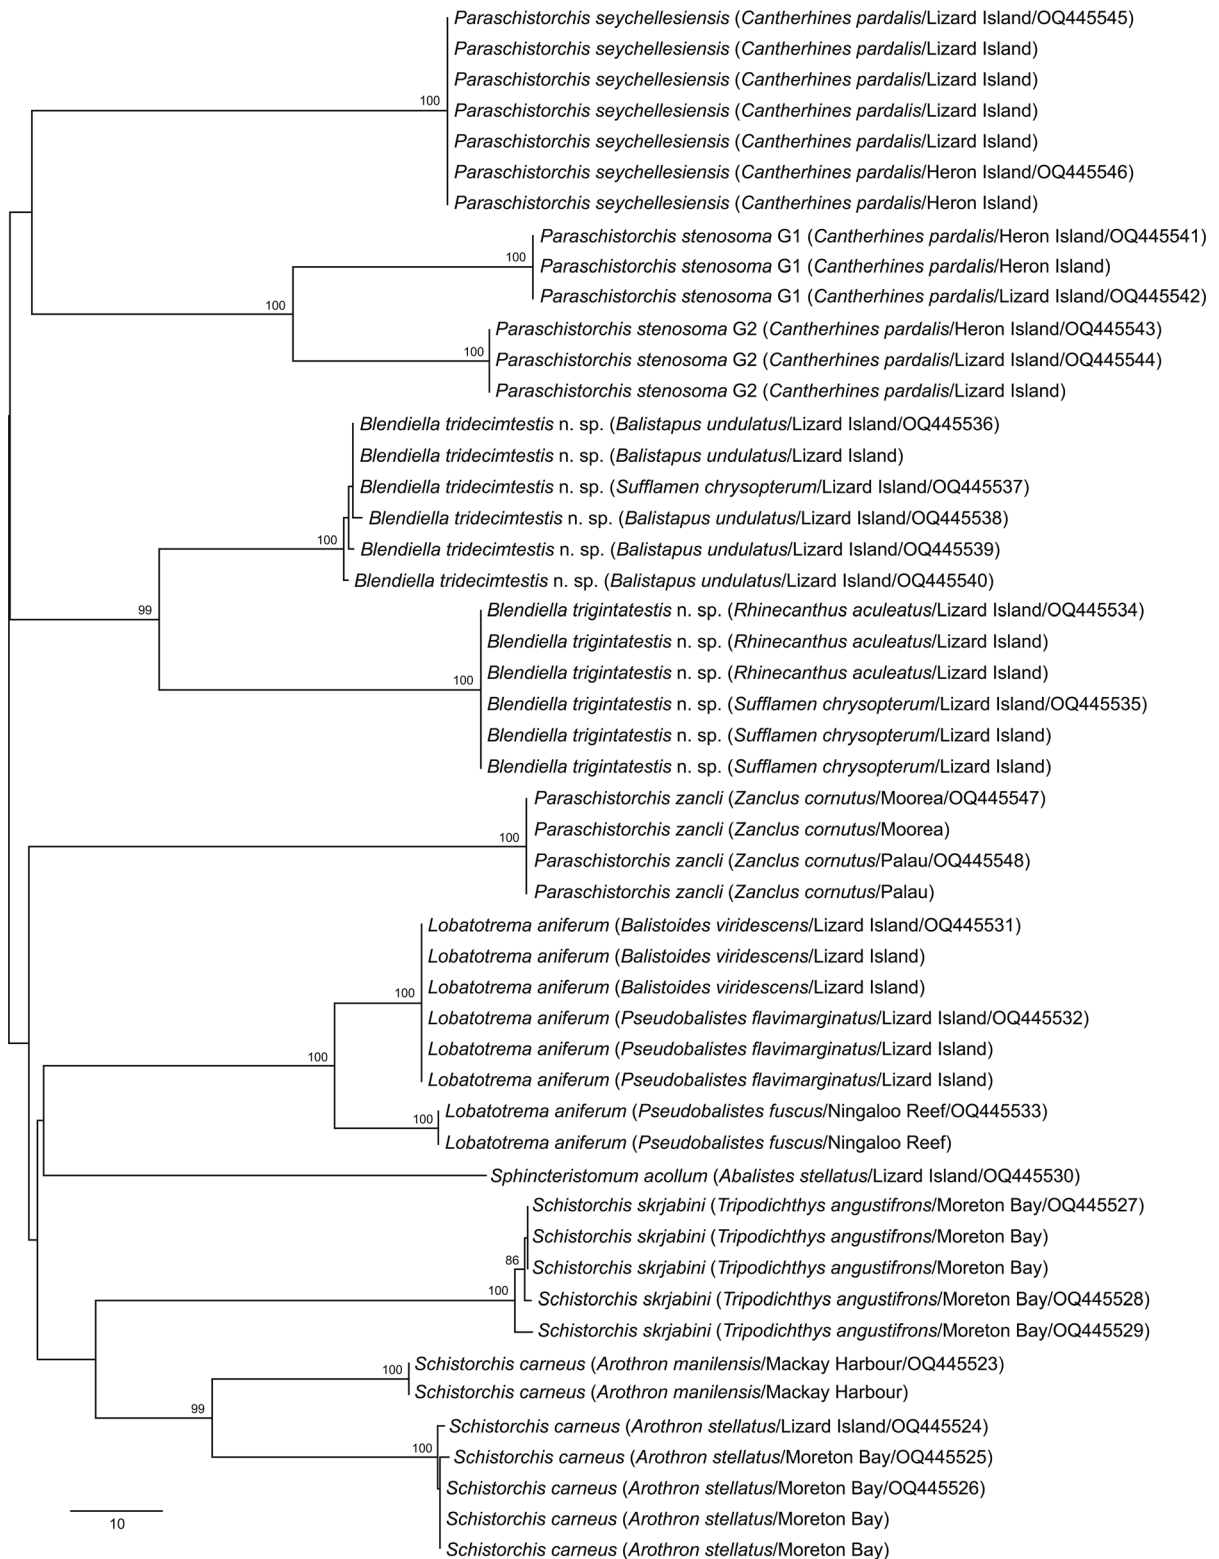 Paraschistorchis seychellesiensis (Cantherhines pardalis/Lizard Island/OQ445545)
Paraschistorchis seychellesiensis (Cantherhines pardalis/Lizard Island)
Paraschistorchis seychellesiensis (Cantherhines pardalis/Lizard Island)
100
Paraschistorchis seychellesiensis (Cantherhines pardalis/Lizard Island)
Paraschistorchis seychellesiensis (Cantherhines pardalis/Lizard Island)
Paraschistorchis seychellesiensis (Cantherhines pardalis/Heron Island/OQ445546)
Paraschistorchis seychellesiensis (Cantherhines pardalis/Heron Island)
Paraschistorchis stenosoma G1 (Cantherhines pardalis/Heron Island/OQ445541)
100
Paraschistorchis stenosoma G1 (Cantherhines pardalis/Heron Island)
Paraschistorchis stenosoma G1 (Cantherhines pardalis/Lizard Island/OQ445542)
100
Paraschistorchis stenosoma G2 (Cantherhines pardalis/Heron Island/OQ445543)
100
Paraschistorchis stenosoma G2 (Cantherhines pardalis/Lizard Island/OQ445544)
Paraschistorchis stenosoma G2 (Cantherhines pardalis/Lizard Island)
Blendiella tridecimtestis n. sp. (Balistapus undulatus/Lizard Island/OQ445536)
Blendiella tridecimtestis n. sp. (Balistapus undulatus/Lizard Island)
Blendiella tridecimtestis n. sp. (Sufflamen chrysopterum/Lizard Island/OQ445537)
Blendiella tridecimtestis n. sp. (Balistapus undulatus/Lizard Island/OQ445538)
100
Blendiella tridecimtestis n. sp. (Balistapus undulatus/Lizard Island/OQ445539)
Blendiella tridecimtestis n. sp. (Balistapus undulatus/Lizard Island/OQ445540)
99
Blendiella trigintatestis n. sp. (Rhinecanthus aculeatus/Lizard Island/OQ445534)
Blendiella trigintatestis n. sp. (Rhinecanthus aculeatus/Lizard Island)
Blendiella trigintatestis n. sp. (Rhinecanthus aculeatus/Lizard Island)
100
Blendiella trigintatestis n. sp. (Sufflamen chrysopterum/Lizard Island/OQ445535)
Blendiella trigintatestis n. sp. (Sufflamen chrysopterum/Lizard Island)
Blendiella trigintatestis n. sp. (Sufflamen chrysopterum/Lizard Island)
Paraschistorchis zancli (Zanclus cornutus/Moorea/OQ445547)
Paraschistorchis zancli (Zanclus cornutus/Moorea)
100
Paraschistorchis zancli (Zanclus cornutus/Palau/OQ445548)
Paraschistorchis zancli (Zanclus cornutus/Palau)
Lobatotrema aniferum (Balistoides viridescens/Lizard Island/OQ445531)
Lobatotrema aniferum (Balistoides viridescens/Lizard Island)
Lobatotrema aniferum (Balistoides viridescens/Lizard Island)
100
Lobatotrema aniferum (Pseudobalistes flavimarginatus/Lizard Island/OQ445532)
Lobatotrema aniferum (Pseudobalistes flavimarginatus/Lizard Island)
100
Lobatotrema aniferum (Pseudobalistes flavimarginatus/Lizard Island)
Lobatotrema aniferum (Pseudobalistes fuscus/Ningaloo Reef/OQ445533)
100
Lobatotrema aniferum (Pseudobalistes fuscus/Ningaloo Reef)
Sphincteristomum acollum (Abalistes stellatus/Lizard Island/OQ445530)
Schistorchis skrjabini (Tripodichthys angustifrons/Moreton Bay/OQ445527)
Schistorchis skrjabini (Tripodichthys angustifrons/Moreton Bay)
86
Schistorchis skrjabini (Tripodichthys angustifrons/Moreton Bay)
100
Schistorchis skrjabini (Tripodichthys angustifrons/Moreton Bay/OQ445528)
Schistorchis skrjabini (Tripodichthys angustifrons/Moreton Bay/OQ445529)
Schistorchis carneus (Arothron manilensis/Mackay Harbour/OQ445523)
100
Schistorchis carneus (Arothron manilensis/Mackay Harbour)
99
Schistorchis carneus (Arothron stellatus/Lizard Island/OQ445524)
100
Schistorchis carneus (Arothron stellatus/Moreton Bay/OQ445525)
Schistorchis carneus (Arothron stellatus/Moreton Bay/OQ445526)
Schistorchis carneus (Arothron stellatus/Moreton Bay)
Schistorchis carneus (Arothron stellatus/Moreton Bay)
10